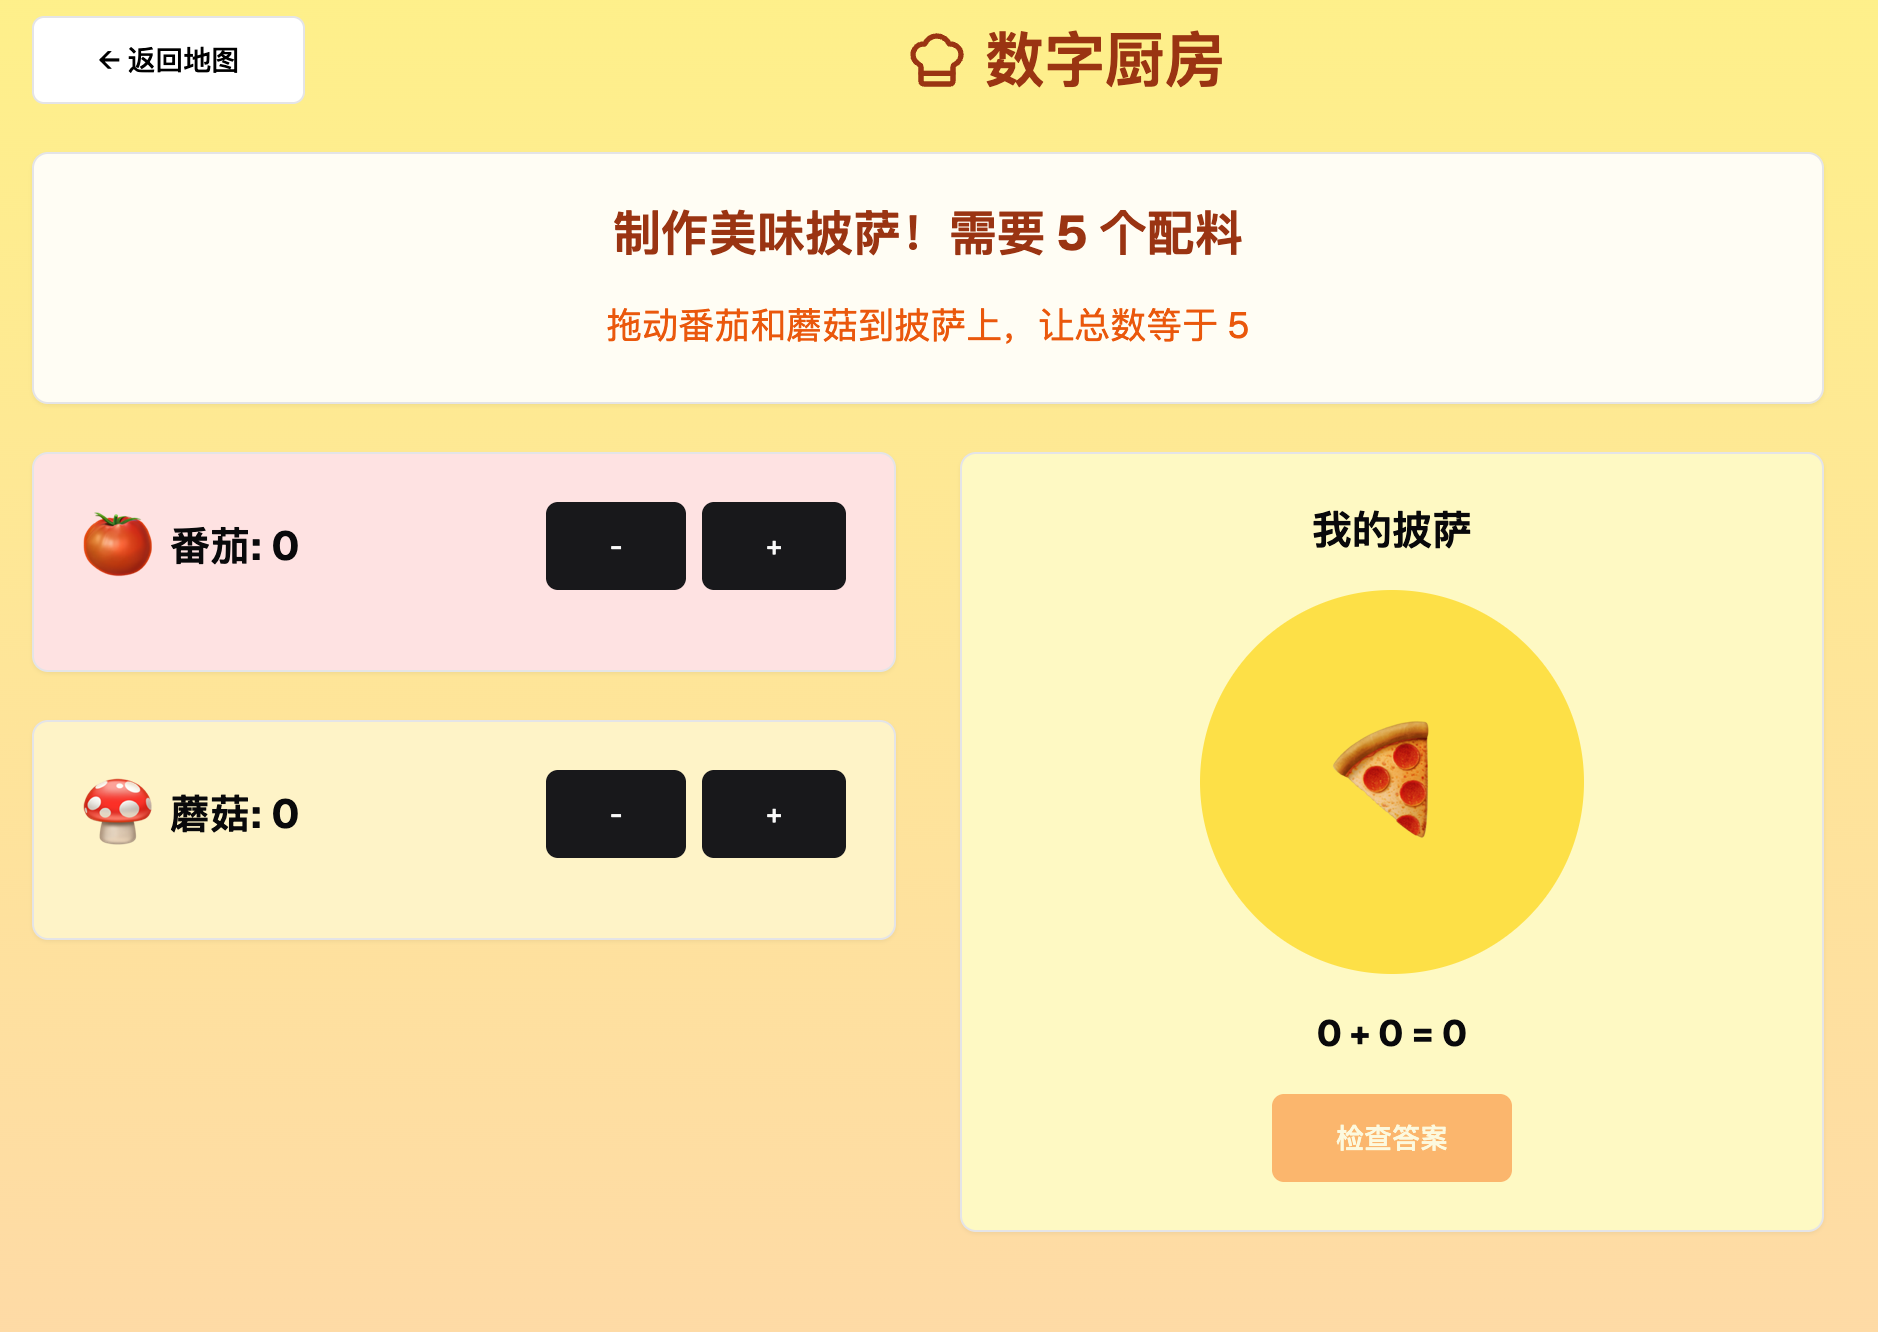 ← 返回地图
数字厨房
制作美味披萨！需要 5 个配料
拖动番茄和蘑菇到披萨上，让总数等于 5
番茄: 0
-
+
蘑菇: 0
-
+
我的披萨
0 + 0 = 0
检查答案